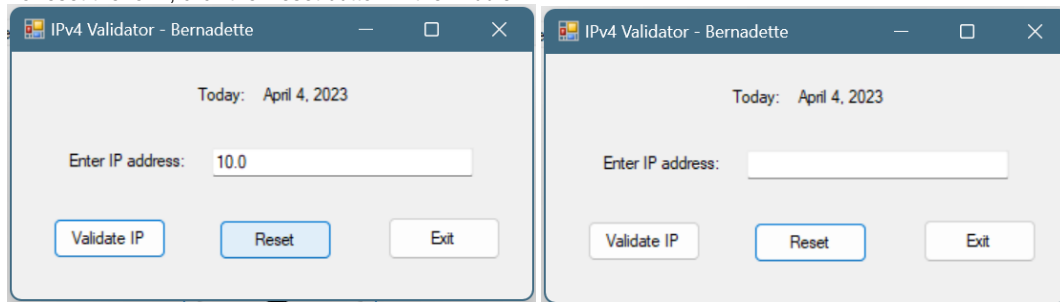 IPv4 Validator - Bernadette
Today: April 4, 2023
Enter IP address: 10.0
Validate IP Reset Exit
IPv4 Validator - Bernadette
Today: April 4, 2023
Enter IP address:
Validate IP Reset Exit